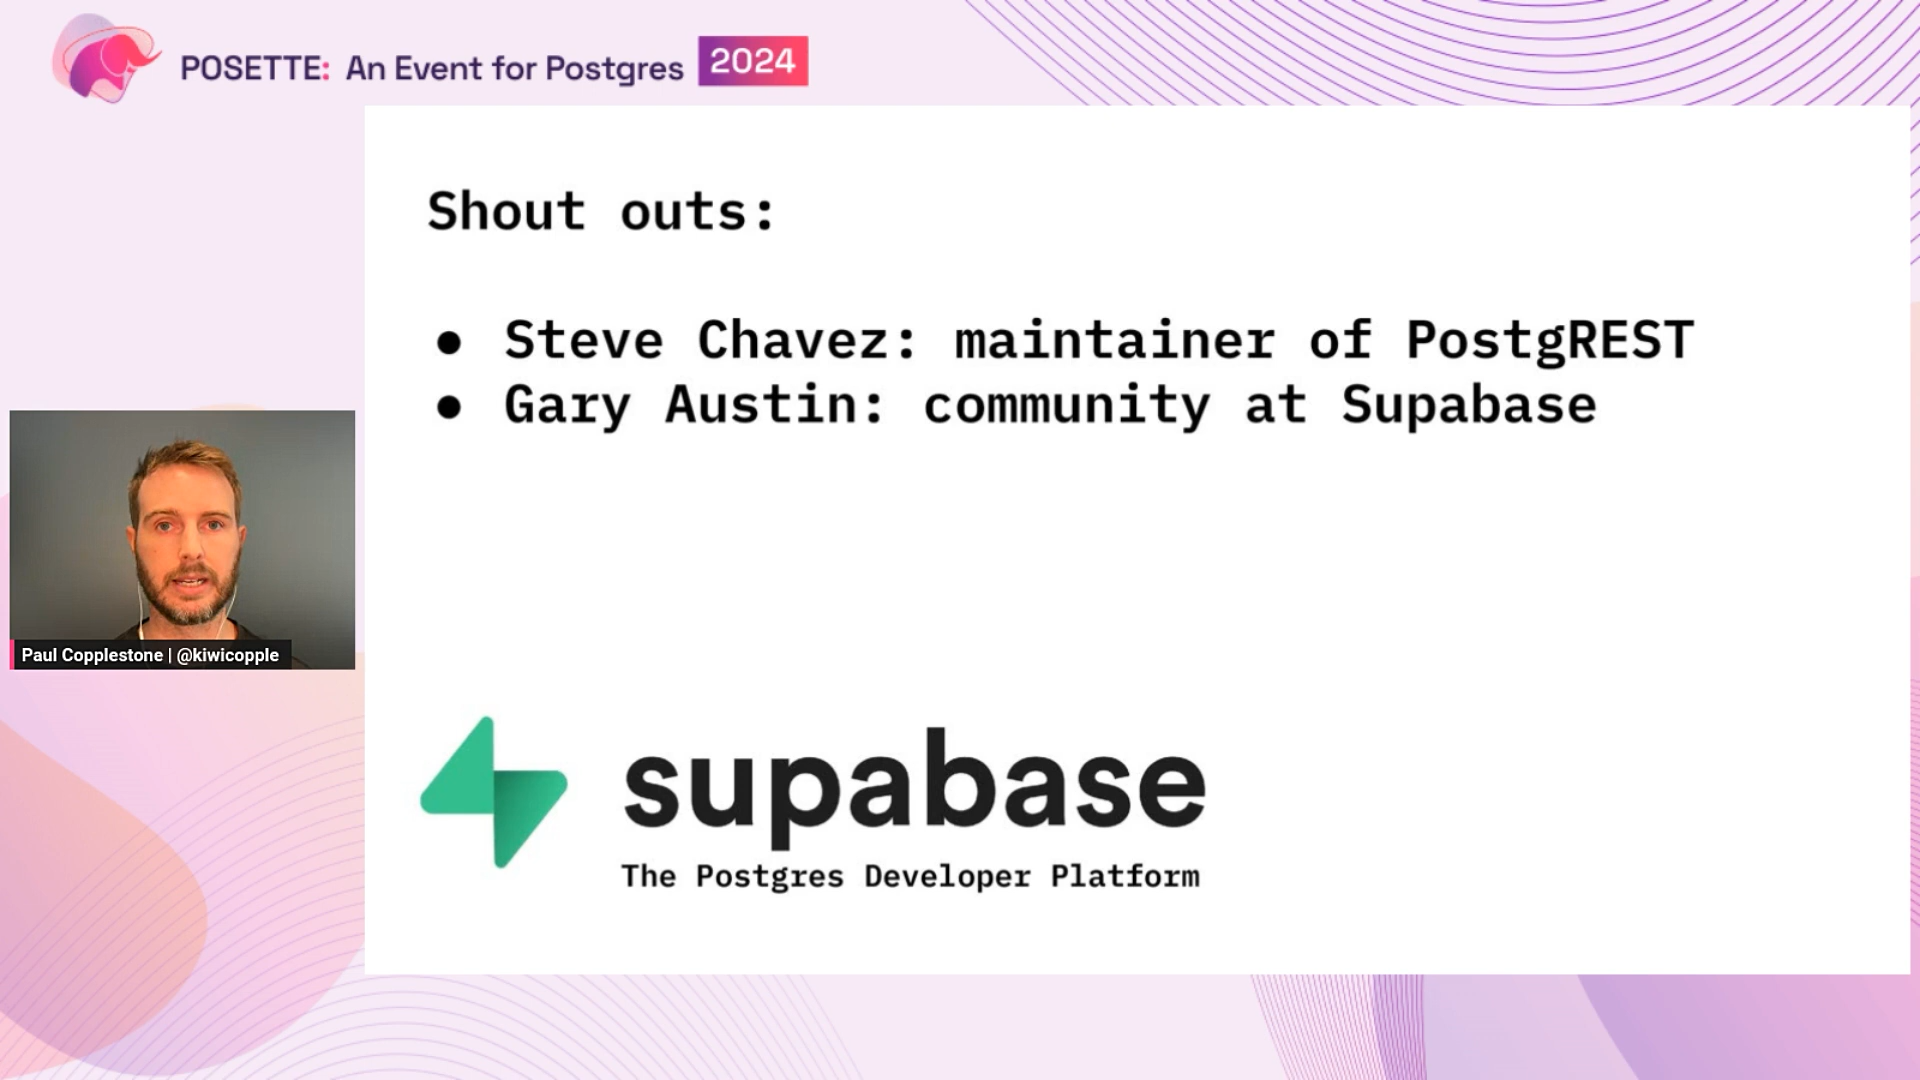 POSETTE: An Event for Postgres 2024
Shout outs:
● Steve Chavez: maintainer of PostgREST
● Gary Austin: community at Supabase
Paul Copplestone | @kiwicopple
supabase
The Postgres Developer Platform